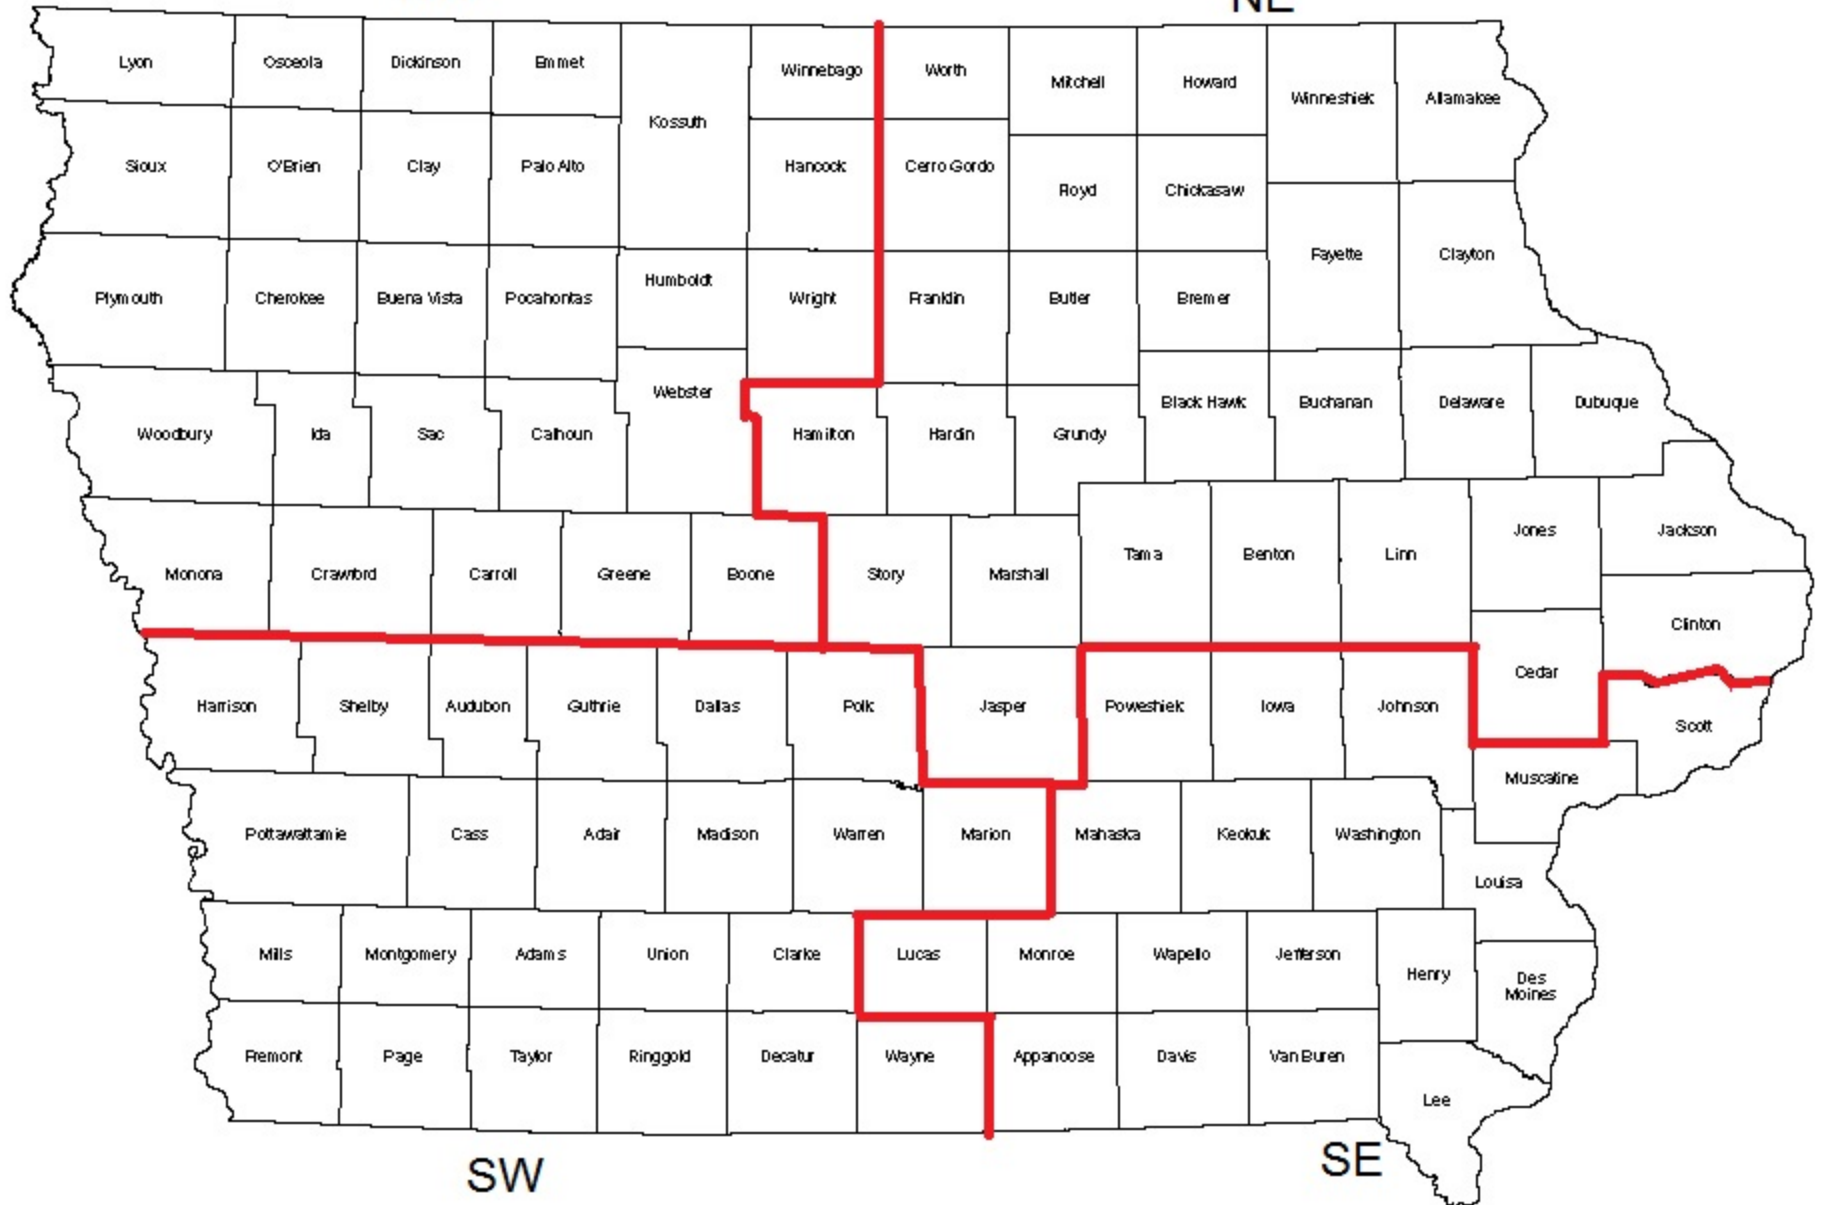 NE
Lyon
Osceola
Dickinson
Emmet
Kossuth
Winnebago
Worth
Mitchell
Howard
Winneshiek
Allamakee
Sioux
O'Brien
Clay
Palo Alto
Hancock
Cerro Gordo
Floyd
Chickasaw
Fayette
Clayton
Plymouth
Cherokee
Buena Vista
Pocahontas
Humboldt
Wright
Franklin
Butler
Bremer
Woodbury
Ida
Sac
Calhoun
Webster
Hamilton
Hardin
Grundy
Black Hawk
Buchanan
Delaware
Dubuque
Monona
Crawford
Carroll
Greene
Boone
Story
Marshall
Tama
Benton
Linn
Jones
Jackson
Clinton
Cedar
Harrison
Shelby
Audubon
Guthrie
Dallas
Polk
Jasper
Poweshiek
Iowa
Johnson
Scott
Muscatine
Pottawattamie
Cass
Adair
Madison
Warren
Marion
Mahaska
Keokuk
Washington
Louisa
Mills
Montgomery
Adams
Union
Clarke
Lucas
Monroe
Wapello
Jefferson
Henry
Des
Moines
Fremont
Page
Taylor
Ringgold
Decatur
Wayne
Appanoose
Davis
Van Buren
Lee
SW
SE